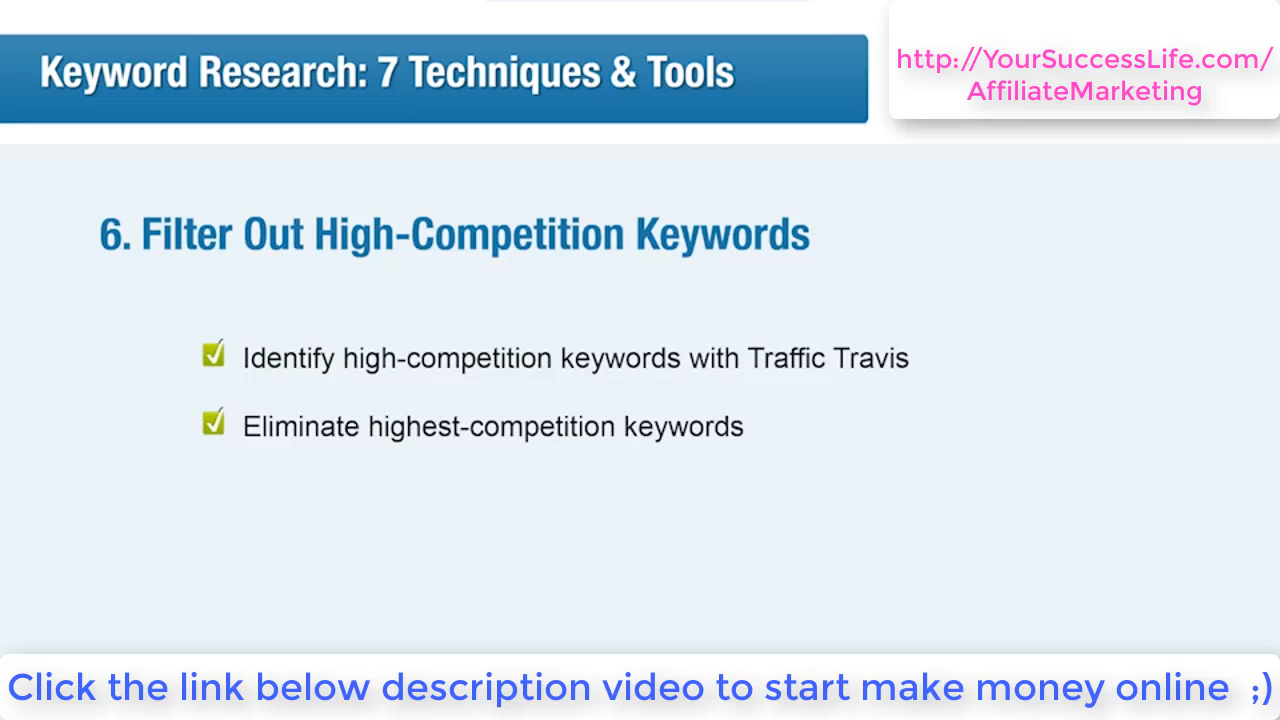 Keyword Research: 7 Techniques & Tools
http://YourSuccessLife.com/
AffiliateMarketing
6. Filter Out High-Competition Keywords
Identify high-competition keywords with Traffic Travis
Eliminate highest-competition keywords
Click the link below description video to start make money online ;)